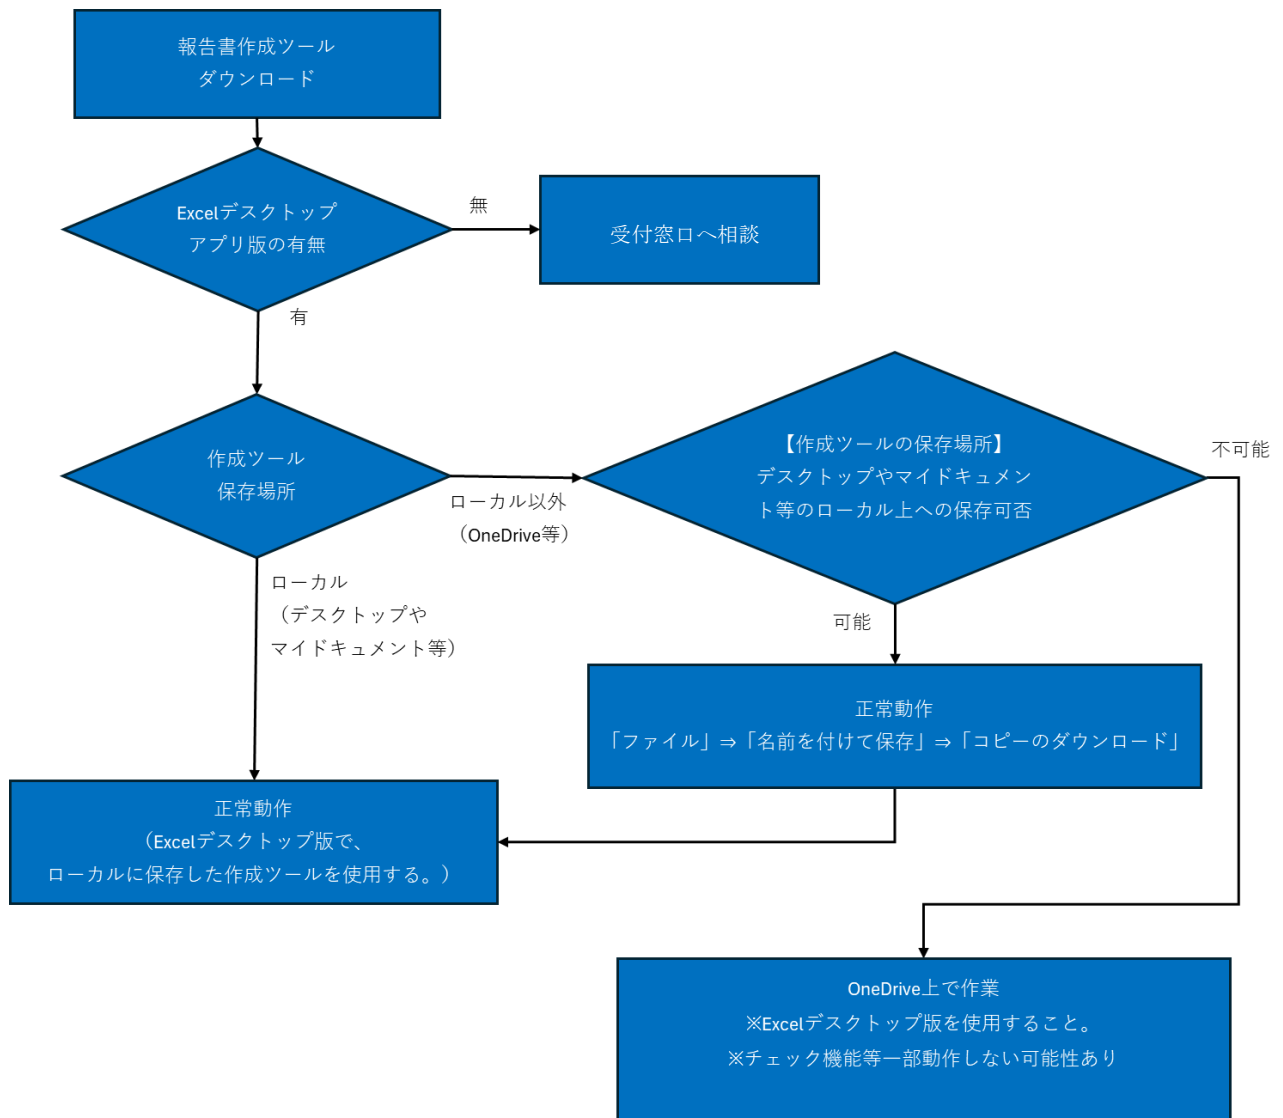 報告書作成ツール
ダウンロード
Excelデスクトップ
アプリ版の有無
無
受付窓口へ相談
有
作成ツール
保存場所
ローカル以外
（OneDrive等）
【作成ツールの保存場所】
デスクトップやマイドキュメン
ト等のローカル上への保存可否
不可能
ローカル
（デスクトップや
マイドキュメント等）
可能
正常動作
「ファイル」⇒「名前を付けて保存」⇒「コピーのダウンロード」
正常動作
（Excelデスクトップ版で、
ローカルに保存した作成ツールを使用する。）
OneDrive上で作業
※Excelデスクトップ版を使用すること。
※チェック機能等一部動作しない可能性あり